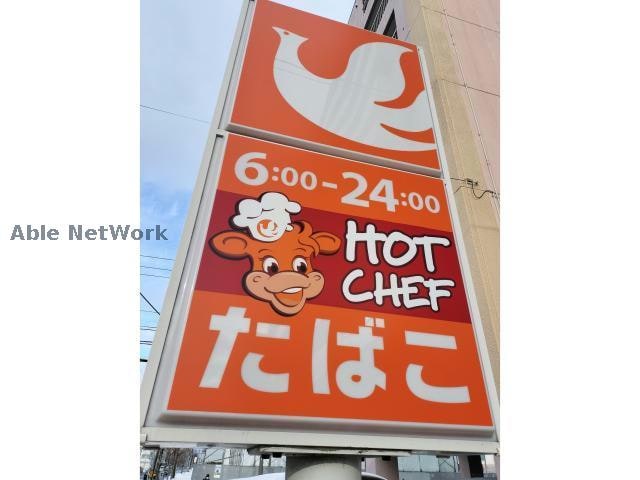 6:00-24:00
Able NetWork
HOT
CHEF
たばこ